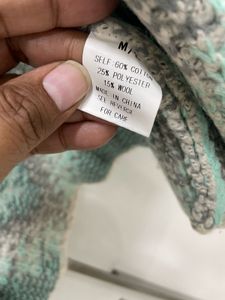 M/
SELF: 60% COTTON
25% POLYESTER
15% WOOL
MADE IN CHINA
SEE REVERSE
FOR CARE